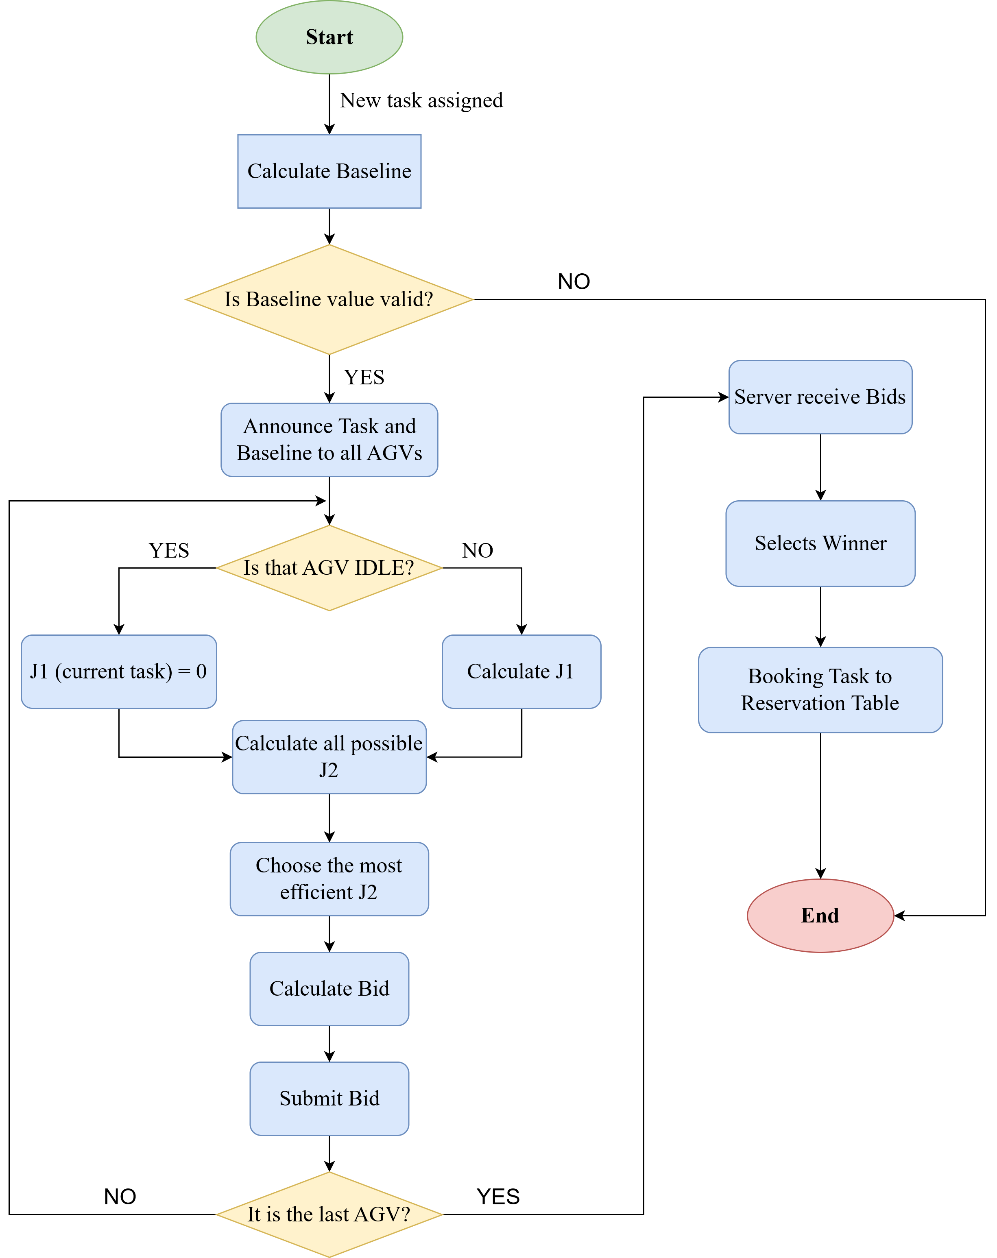 Start
New task assigned
Calculate Baseline
Is Baseline value valid?
NO
YES
Announce Task and
Baseline to all AGVs
Is that AGV IDLE?
YES
NO
J1 (current task) = 0
Calculate J1
Calculate all possible
J2
Choose the most
efficient J2
Calculate Bid
Submit Bid
It is the last AGV?
NO
YES
Server receive Bids
Selects Winner
Booking Task to
Reservation Table
End